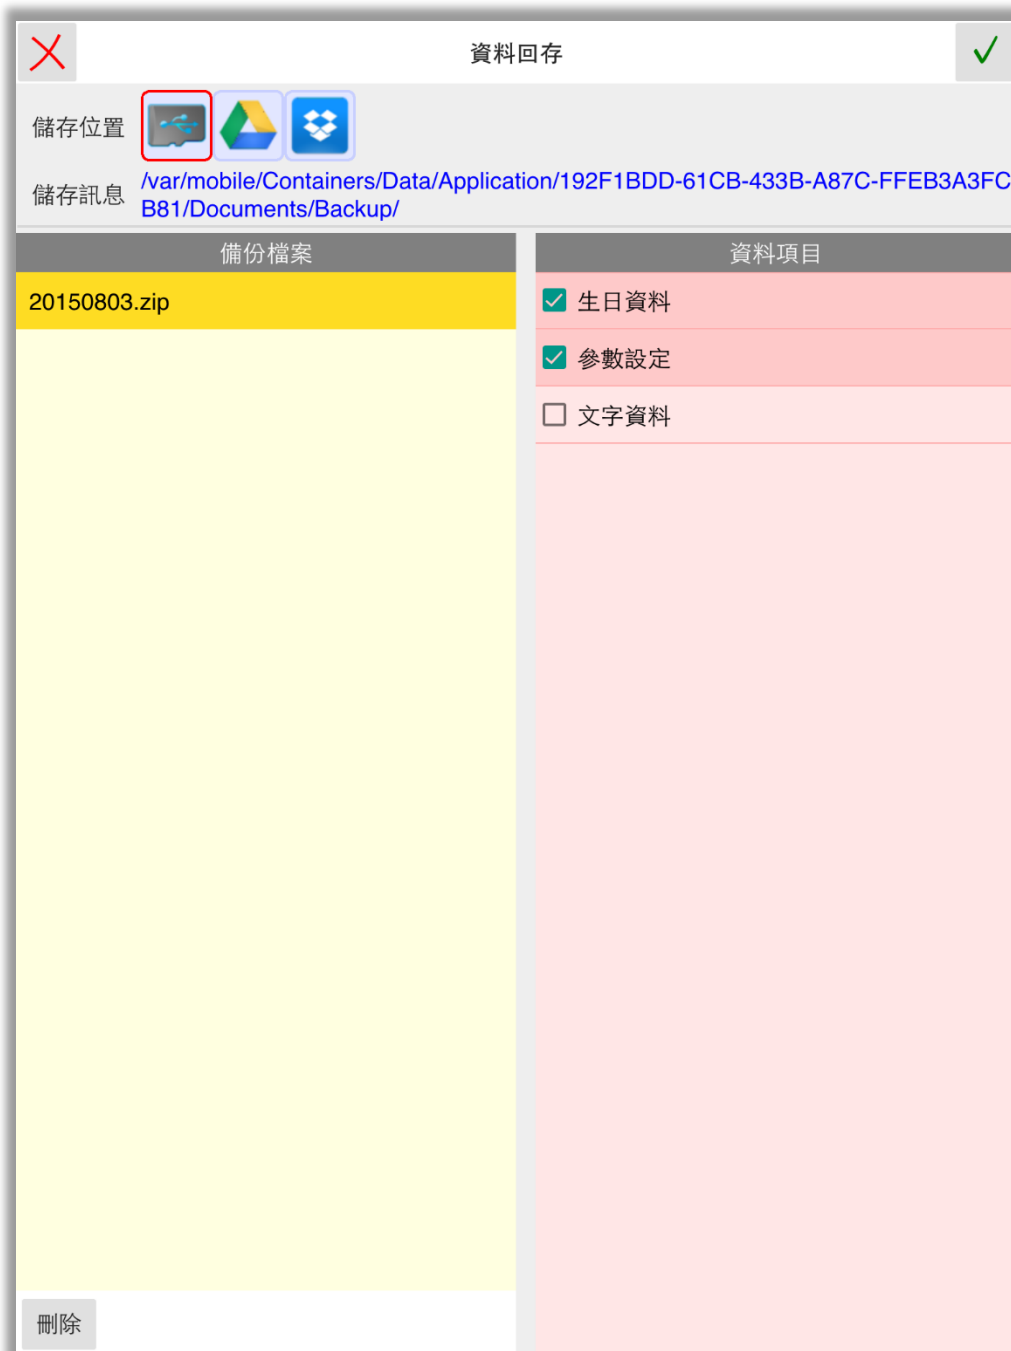 資料回存
儲存位置
儲存訊息
/var/mobile/Containers/Data/Application/192F1BDD-61CB-433B-A87C-FFEB3A3FC
B81/Documents/Backup/
備份檔案
20150803.zip
資料項目
生日資料
參數設定
文字資料
刪除